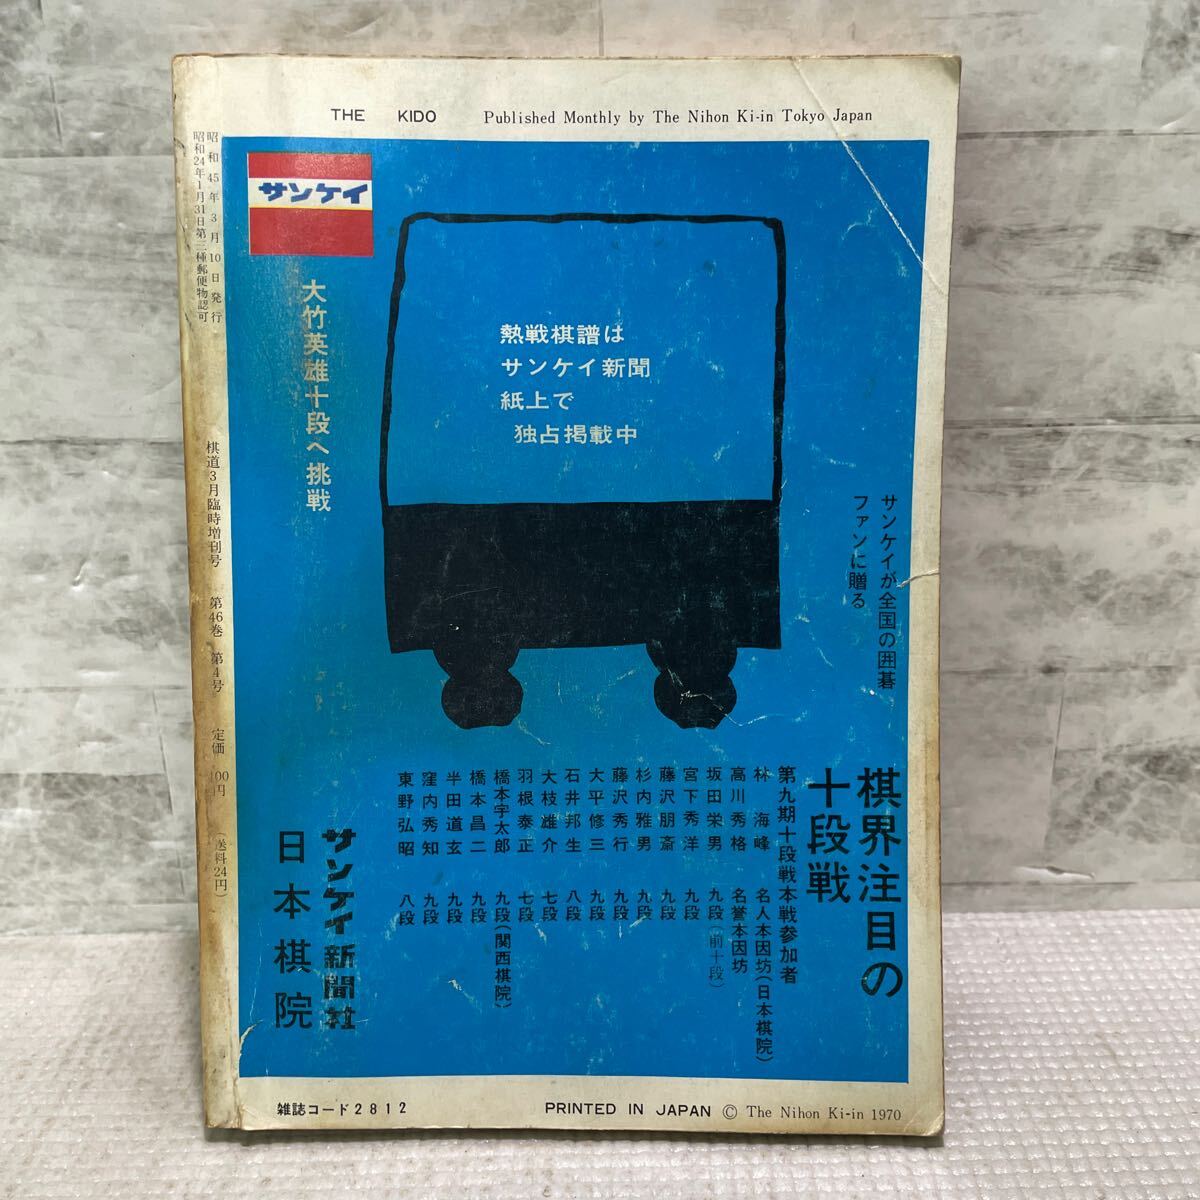 THE KIDO Published Monthly by The Nihon Ki-in Tokyo Japan
サンケイ
サンケイが全国の囲碁
ファンに贈る
棋界注目の
十段戦
熱戦棋譜は
サンケイ新聞
紙上で
独占掲載中
第九期十段戦本戦参加者
林 海峰 名人本因坊(日本棋院)
高川秀格 名誉本因坊
坂田栄男 九段(前十段)
宮下秀洋 九段
藤沢朋斎 九段
杉内雅男 九段
藤沢秀行 九段
大平修三 九段
石井邦生 八段
大枝雄介 七段
羽根泰正 七段
橋本宇太郎 九段(関西棋院)
橋本昌二 九段
半田道玄 九段
窪内秀知 九段
東野弘昭 八段
大竹英雄十段へ挑戦
サンケイ新聞社
日本棋院
昭和45年3月10日発行
昭和24年1月31日第三種郵便物認可
棋道3月臨時増刊号 第46巻 第4号 定価 100円 (送料24円)
雑誌コード2812
PRINTED IN JAPAN © The Nihon Ki-in 1970